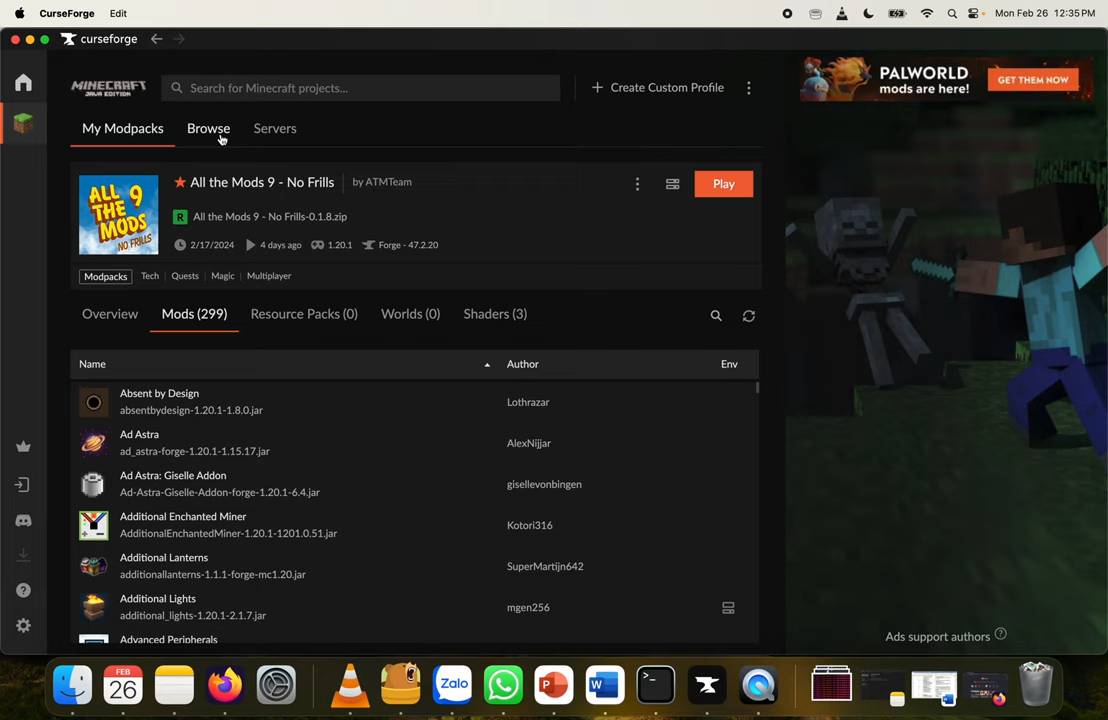 CurseForge Edit
Mon Feb 26 12:35 PM
curseforge
MINECRAFT
JAVA EDITION
Search for Minecraft projects...
Create Custom Profile
PALWORLD
mods are here!
GET THEM NOW
My Modpacks Browse Servers
ALL THE MODS 9 NO FRILLS
All the Mods 9 - No Frills by ATMTeam
Play
R All the Mods 9 - No Frills-0.1.8.zip
2/17/2024 4 days ago 1.20.1 Forge - 47.2.20
Modpacks Tech Quests Magic Multiplayer
Overview Mods (299) Resource Packs (0) Worlds (0) Shaders (3)
Name Author Env
Absent by Design
absentbydesign-1.20.1-1.8.0.jar
Lothrazar
Ad Astra
ad_astra-forge-1.20.1-1.15.17.jar
AlexNijjar
Ad Astra: Giselle Addon
Ad-Astra-Giselle-Addon-forge-1.20.1-6.4.jar
gisellevonbingen
Additional Enchanted Miner
AdditionalEnchantedMiner-1.20.1-1201.0.51.jar
Kotori316
Additional Lanterns
additionallanterns-1.1.1-forge-mc1.20.jar
SuperMartijn642
Additional Lights
additional_lights-1.20.1-2.1.7.jar
mgen256
Advanced Peripherals
Ads support authors
FEB
26
Zalo
P
W